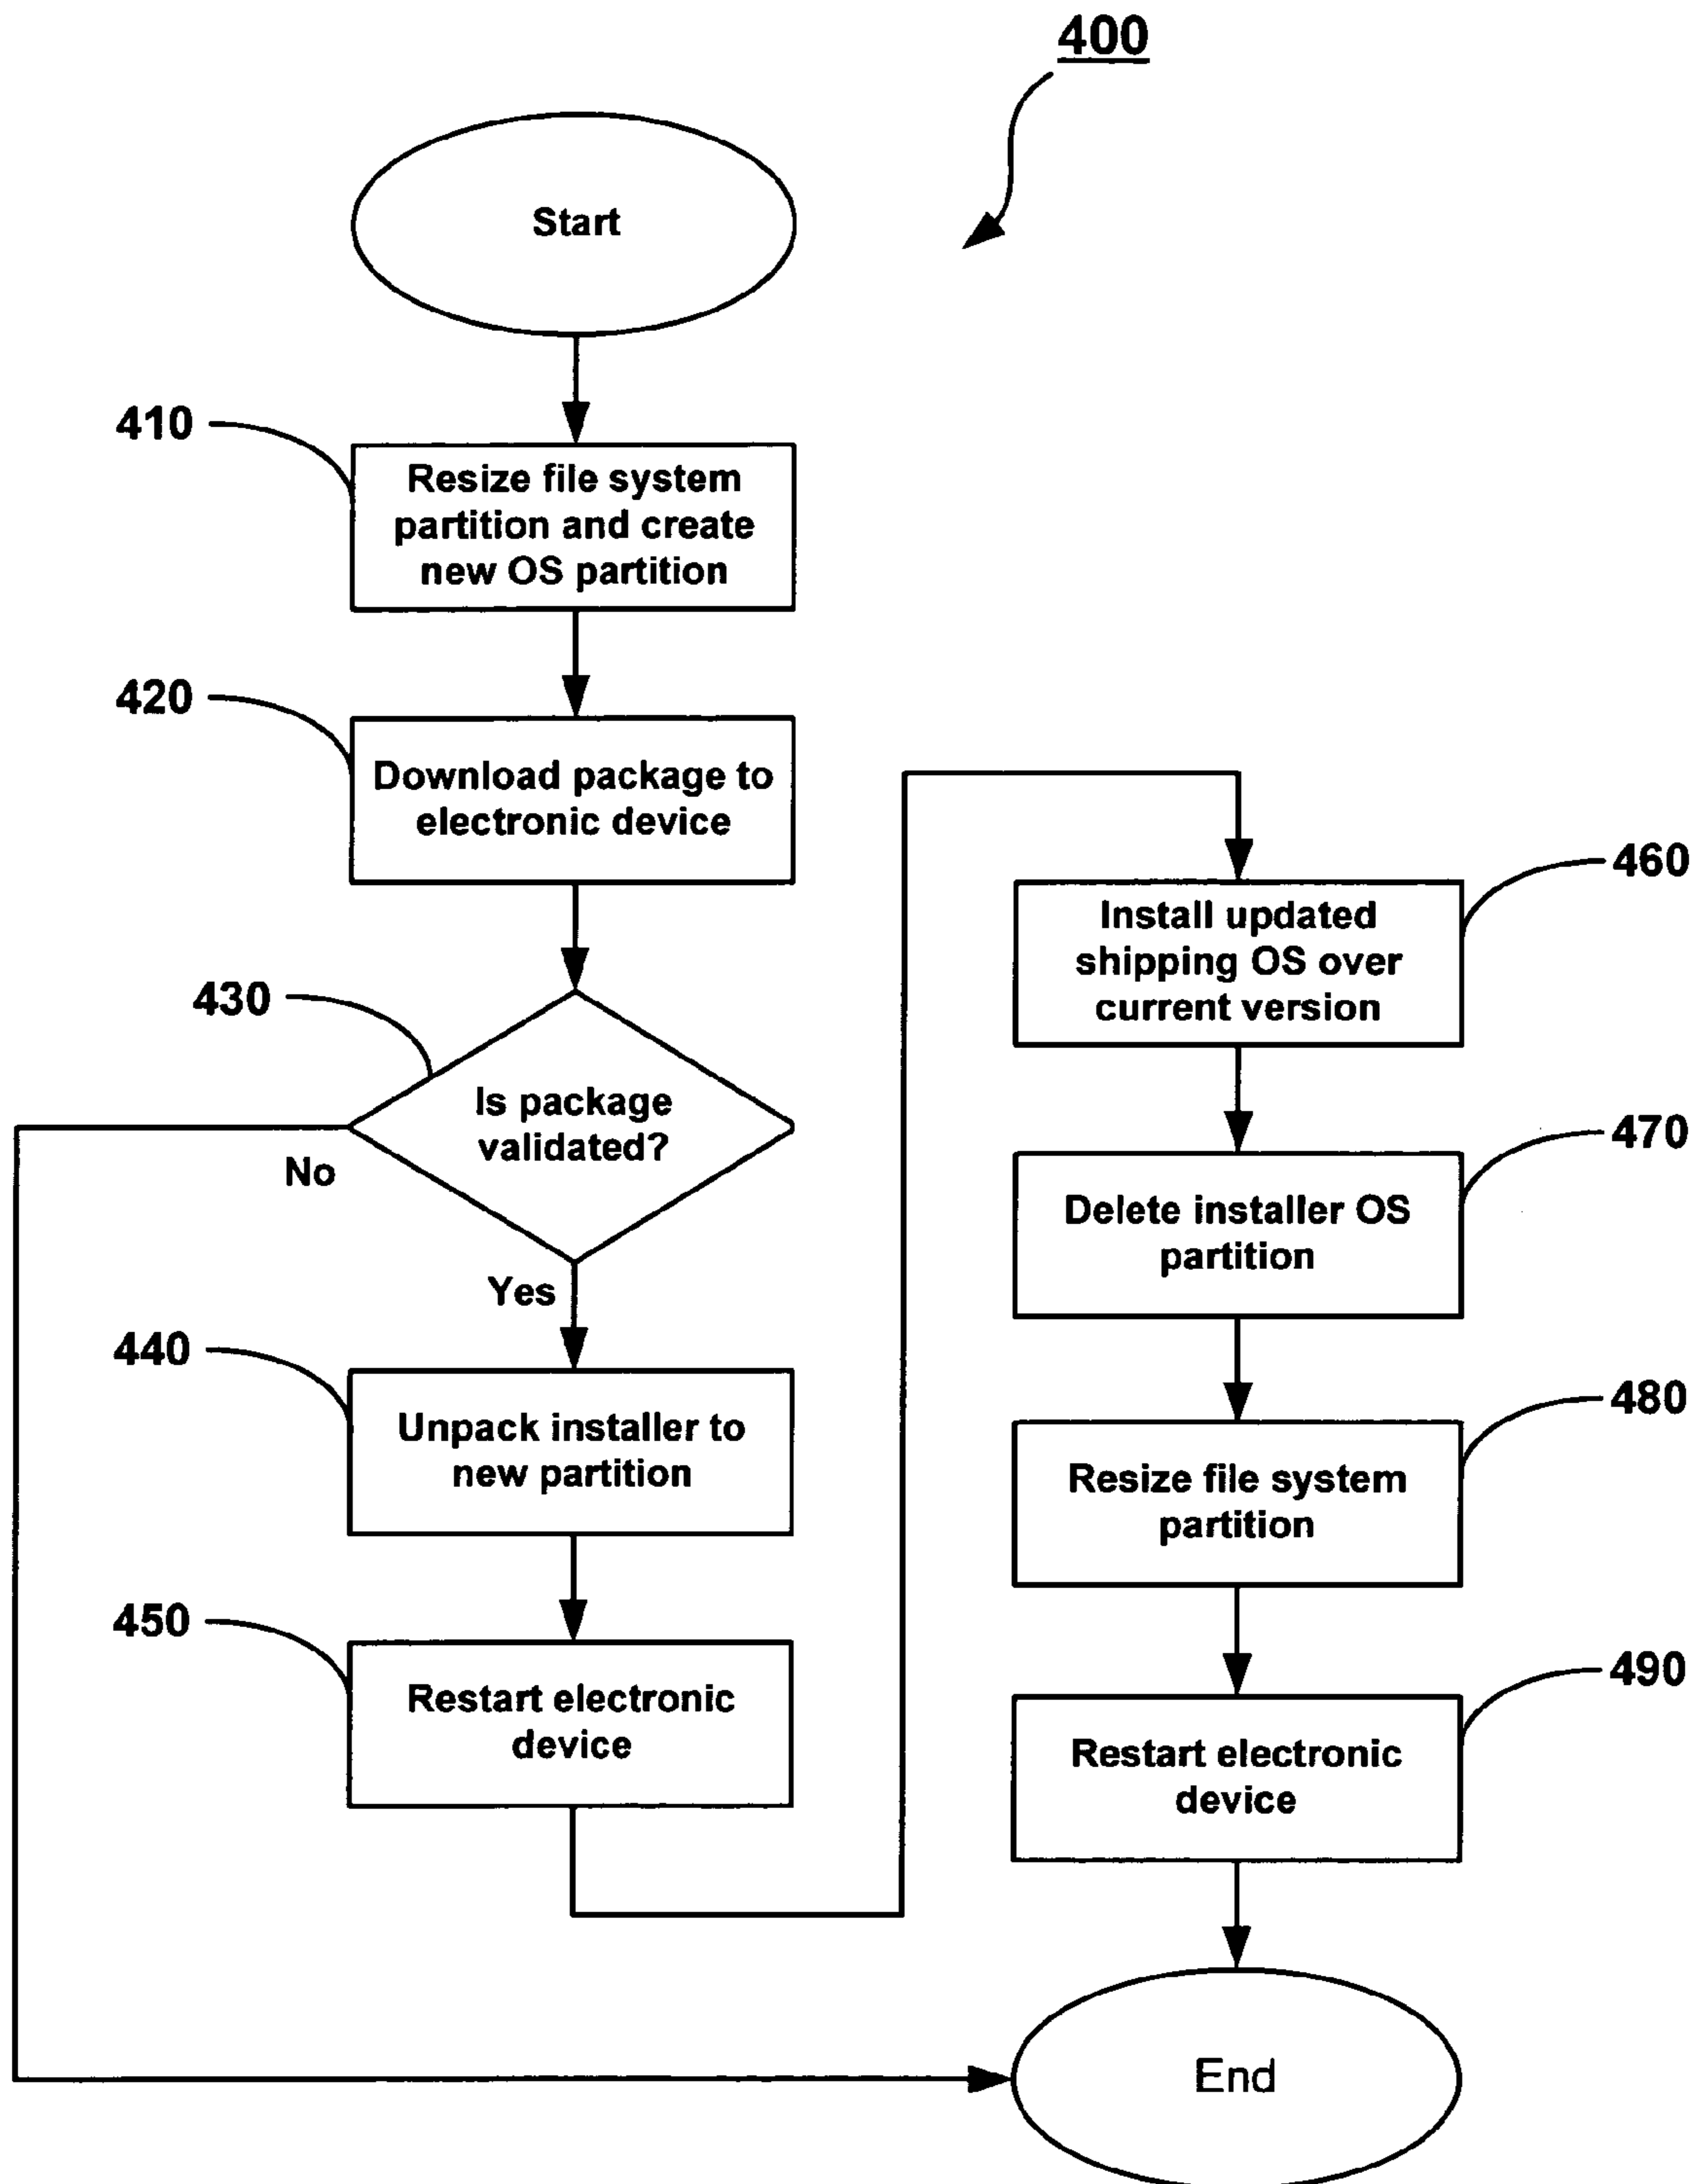 400
Start
410
Resize file system
partition and create
new OS partition
420
Download package to
electronic device
430
Is package
validated?
No
Yes
440
Unpack installer to
new partition
450
Restart electronic
device
460
Install updated
shipping OS over
current version
470
Delete installer OS
partition
480
Resize file system
partition
490
Restart electronic
device
End